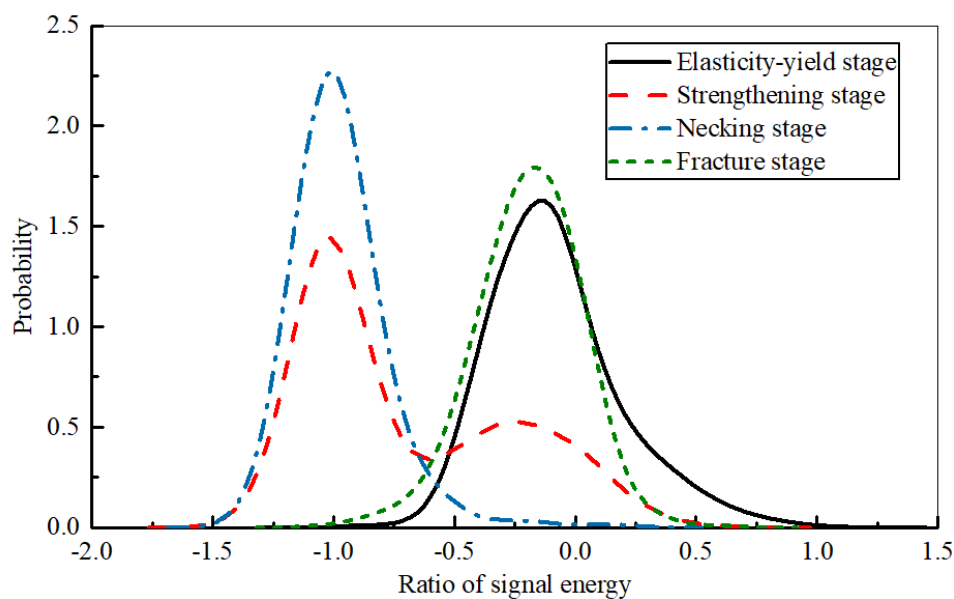 2.5
2.0
1.5
1.0
0.5
0.0
Probability
Elasticity-yield stage
Strengthening stage
Necking stage
Fracture stage
-2.0 -1.5 -1.0 -0.5 0.0 0.5 1.0 1.5
Ratio of signal energy